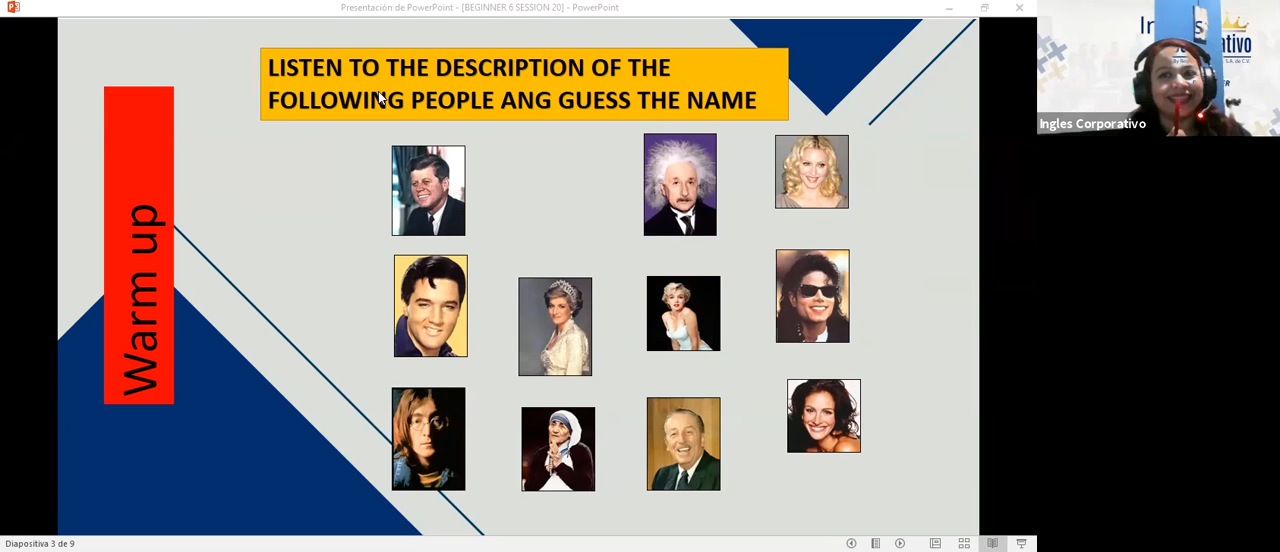 Presentación de PowerPoint - [BEGINNER 6 SESSION 20] - PowerPoint
LISTEN TO THE DESCRIPTION OF THE
FOLLOWING PEOPLE ANG GUESS THE NAME
Warm up
Ingles Corporativo
Diapositiva 3 de 9